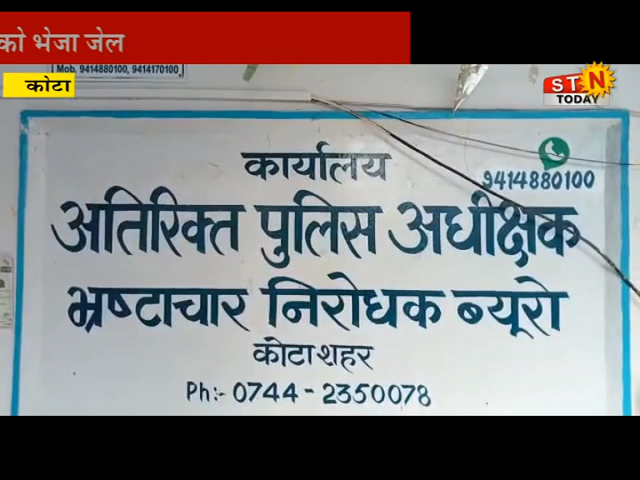 को भेजा जेल
Mob. 9414880100, 9414170100
कोटा
STN
TODAY
कार्यालय
9414880100
अतिरिक्त पुलिस अधीक्षक
भ्रष्टाचार निरोधक ब्यूरो
कोटा शहर
Ph:- 0744 - 2350078